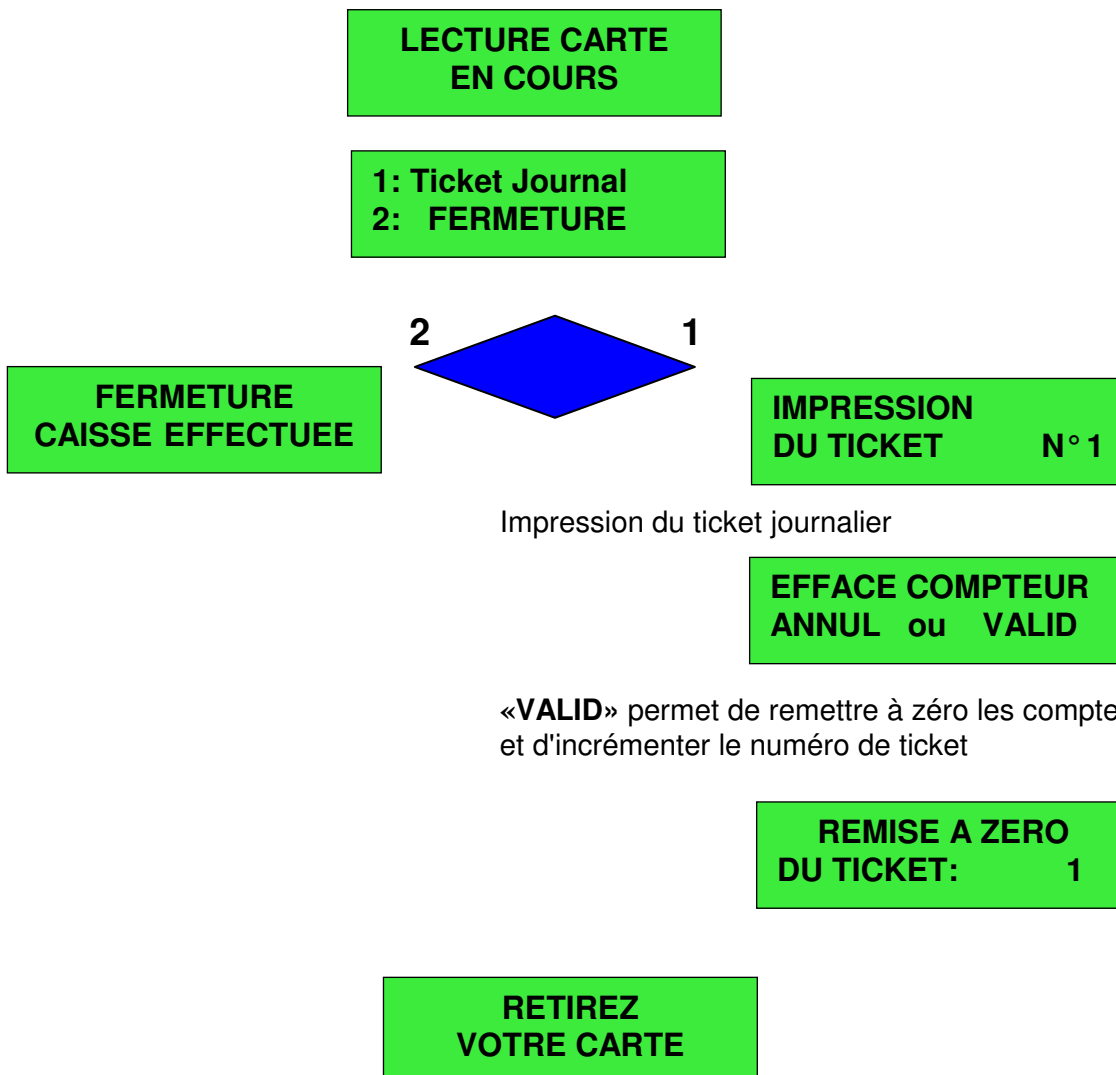 LECTURE CARTE
EN COURS
1: Ticket Journal
2: FERMETURE
2
1
FERMETURE
CAISSE EFFECTUEE
IMPRESSION
DU TICKET N° 1
Impression du ticket journalier
EFFACE COMPTEUR
ANNUL ou VALID
«VALID» permet de remettre à zéro les compte
et d'incrémenter le numéro de ticket
REMISE A ZERO
DU TICKET: 1
RETIREZ
VOTRE CARTE